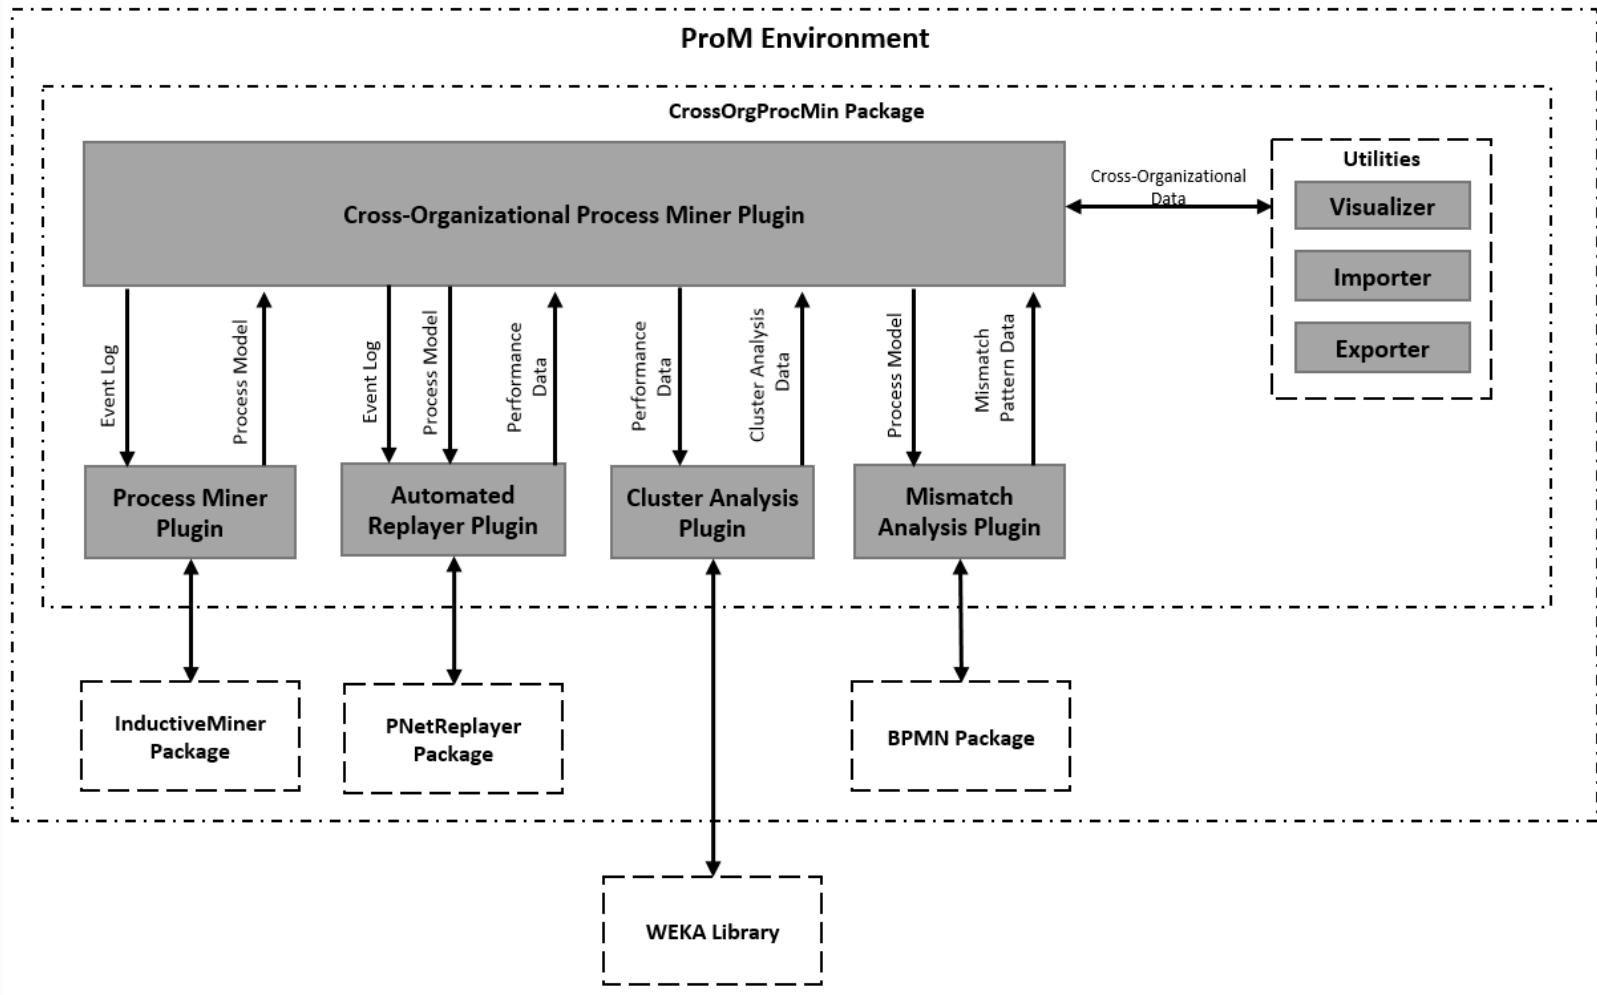 ProM Environment
CrossOrgProcMin Package
Cross-Organizational Process Miner Plugin
Cross-Organizational
Data
Utilities
Visualizer
Importer
Exporter
Event Log
Process Model
Event Log
Process Model
Performance
Data
Performance
Data
Cluster Analysis
Data
Process Model
Mismatch
Pattern Data
Process Miner
Plugin
Automated
Replayer Plugin
Cluster Analysis
Plugin
Mismatch
Analysis Plugin
InductiveMiner
Package
PNetReplayer
Package
BPMN Package
WEKA Library